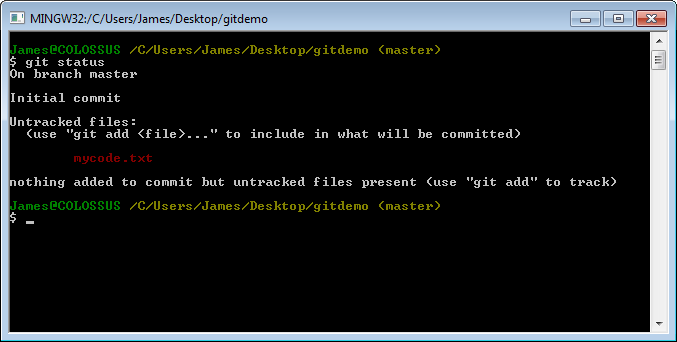 MINGW32:/C/Users/James/Desktop/gitdemo
James@COLOSSUS /C/Users/James/Desktop/gitdemo (master)
$ git status
On branch master
Initial commit
Untracked files:
(use "git add <file>..." to include in what will be committed)
mycode.txt
nothing added to commit but untracked files present (use "git add" to track)
James@COLOSSUS /C/Users/James/Desktop/gitdemo (master)
$ _